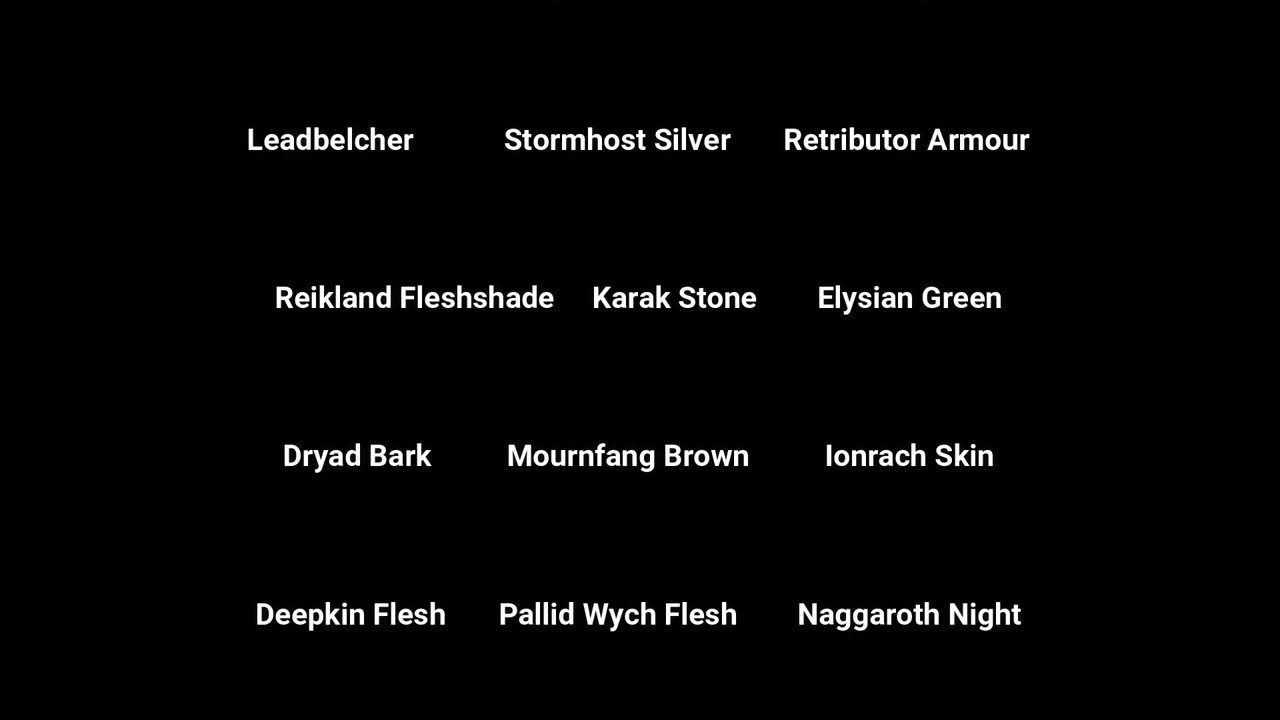 Leadbelcher Stormhost Silver Retributor Armour
Reikland Fleshshade Karak Stone Elysian Green
Dryad Bark Mournfang Brown Ionrach Skin
Deepkin Flesh Pallid Wych Flesh Naggaroth Night